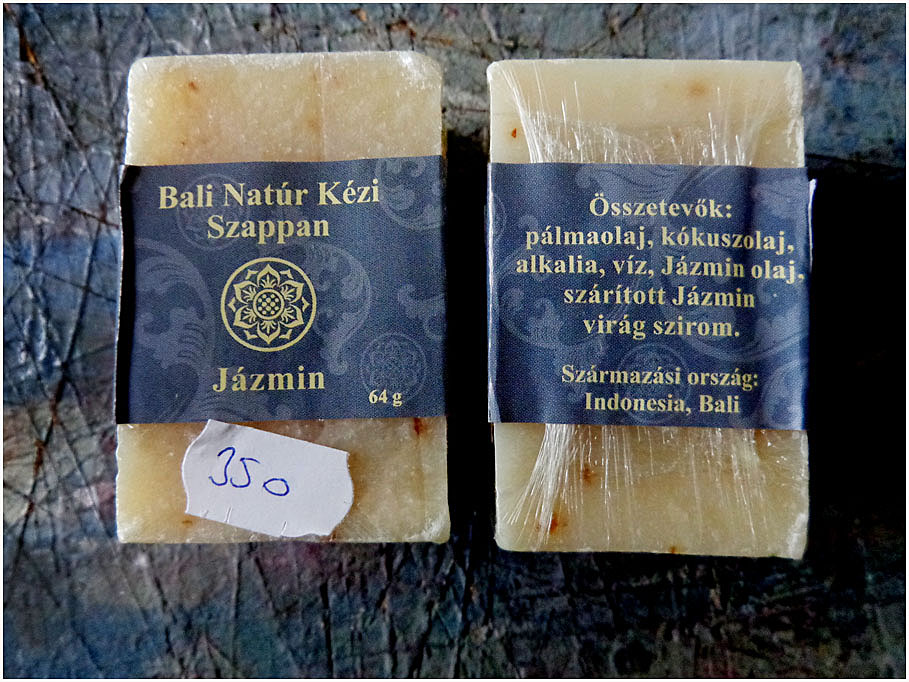 Bali Natúr Kézi
Szappan
Jázmin
64 g
350
Összetevők:
pálmaolaj, kókuszolaj,
alkalia, víz, Jázmin olaj,
szárított Jázmin
virág szirom.
Származási ország:
Indonesia, Bali